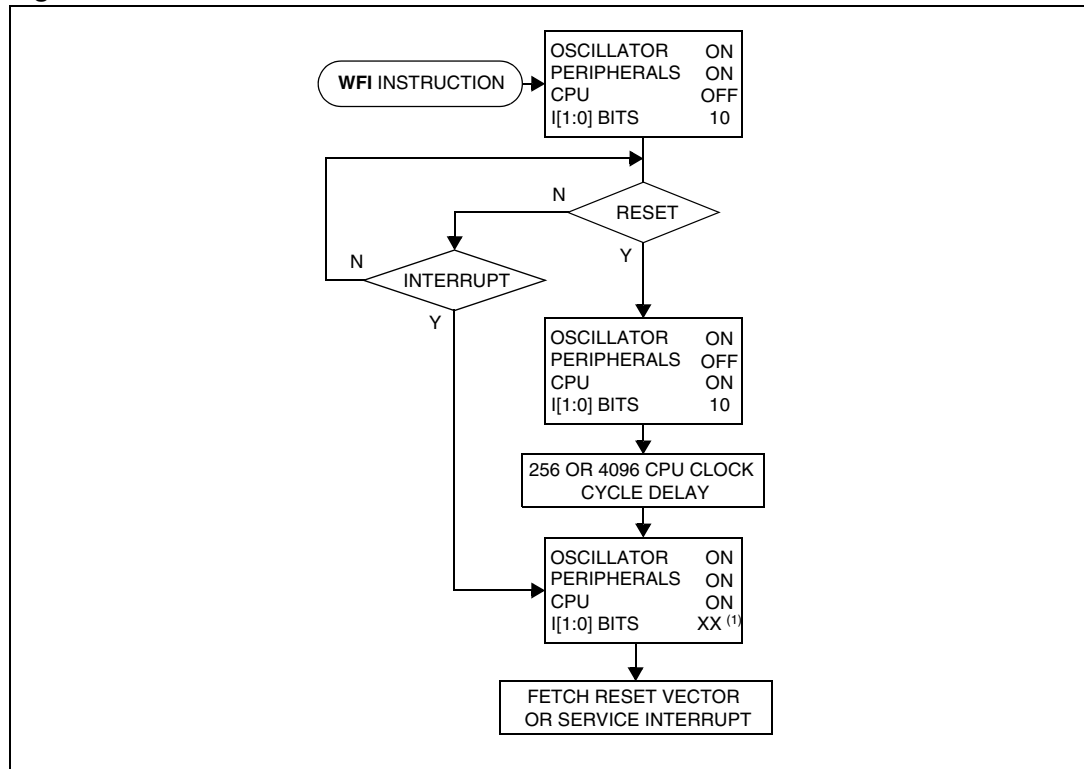 WFI INSTRUCTION
OSCILLATOR ON
PERIPHERALS ON
CPU OFF
I[1:0] BITS 10
N
RESET
Y
N
INTERRUPT
Y
OSCILLATOR ON
PERIPHERALS OFF
CPU ON
I[1:0] BITS 10
256 OR 4096 CPU CLOCK
CYCLE DELAY
OSCILLATOR ON
PERIPHERALS ON
CPU ON
I[1:0] BITS XX (1)
FETCH RESET VECTOR
OR SERVICE INTERRUPT